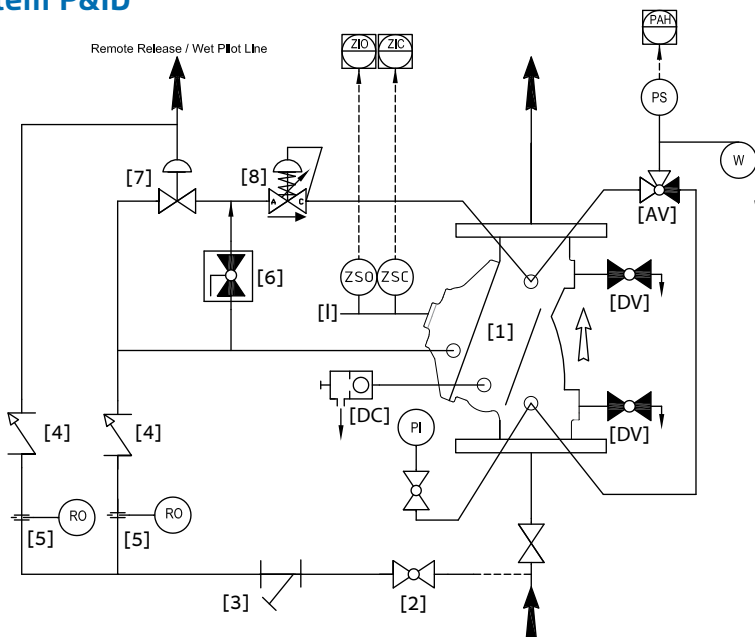 tem P&ID
Remote Release / Wet Pilot Line
ZIO
ZIC
PAH
PS
W
[7]
[8]
A
C
[AV]
[6]
ZSO
ZSC
[I]
[1]
[DV]
[DC]
PI
[DV]
[4]
[4]
RO
RO
[5]
[5]
[3]
[2]